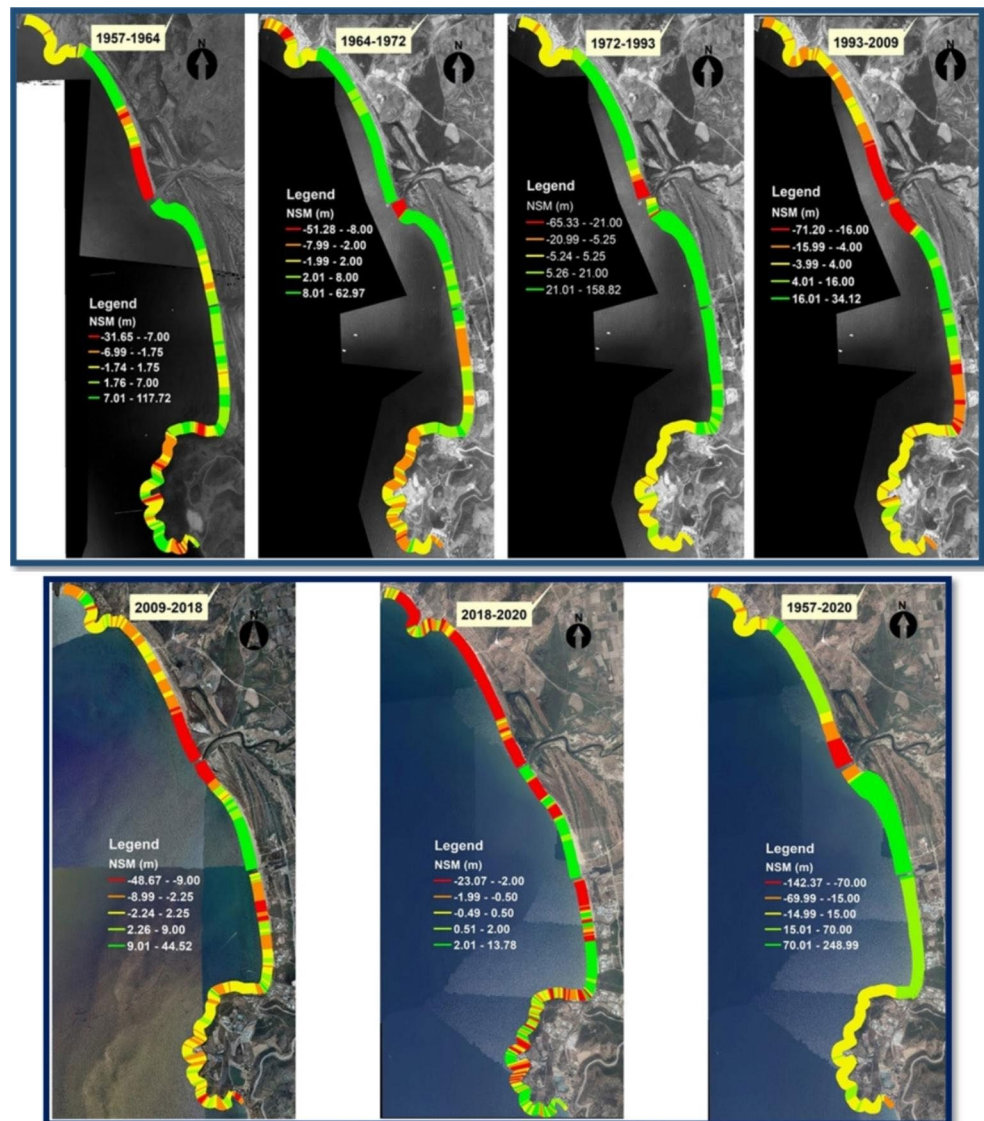 1957-1964
N
Legend
NSM (m)
-31.65 - -7.00
-6.99 - -1.75
-1.74 - 1.75
1.76 - 7.00
7.01 - 117.72
1964-1972
N
Legend
NSM (m)
-51.28 - -8.00
-7.99 - -2.00
-1.99 - 2.00
2.01 - 8.00
8.01 - 62.97
1972-1993
N
Legend
NSM (m)
-65.33 - -21.00
-20.99 - -5.25
-5.24 - 5.25
5.26 - 21.00
21.01 - 158.82
1993-2009
N
Legend
NSM (m)
-71.20 - -16.00
-15.99 - -4.00
-3.99 - 4.00
4.01 - 16.00
16.01 - 34.12
2009-2018
N
Legend
NSM (m)
-48.67 - -9.00
-8.99 - -2.25
-2.24 - 2.25
2.26 - 9.00
9.01 - 44.52
2018-2020
N
Legend
NSM (m)
-23.07 - -2.00
-1.99 - -0.50
-0.49 - 0.50
0.51 - 2.00
2.01 - 13.78
1957-2020
N
Legend
NSM (m)
-142.37 - -70.00
-69.99 - -15.00
-14.99 - 15.00
15.01 - 70.00
70.01 - 248.99